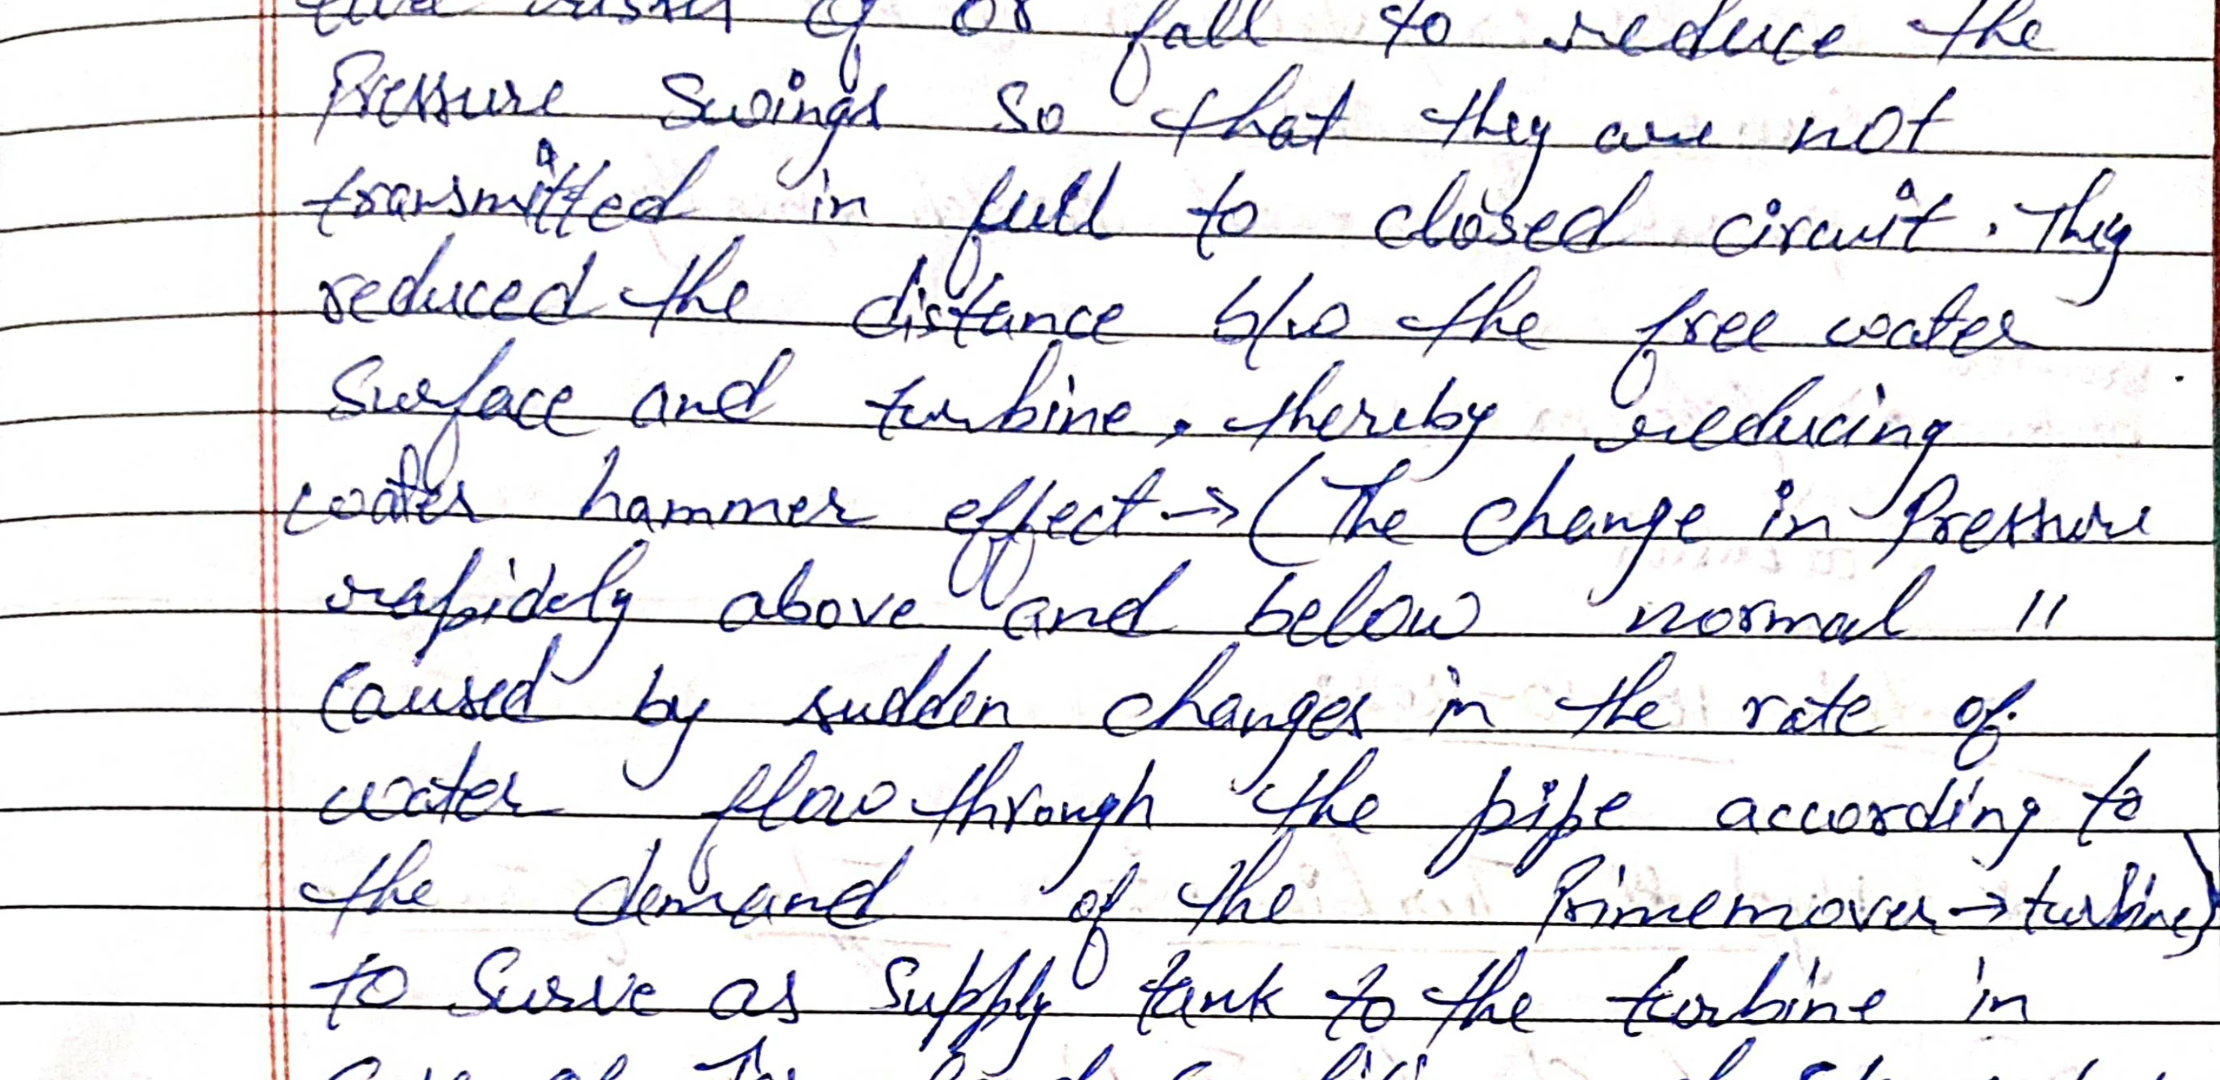 or fall to reduce the
Pressure Swings so that they are not
transmitted in full to closed circuit. They
reduced the distance b/w the free water
Surface and turbine, thereby reducing
water hammer effect → (The change in Pressure
rapidely above and below normal "
Caused by sudden changes in the rate of
water flow through the pipe according to
the demand of the Primemover → turbine)
to Surve as Supply tank to the turbine in